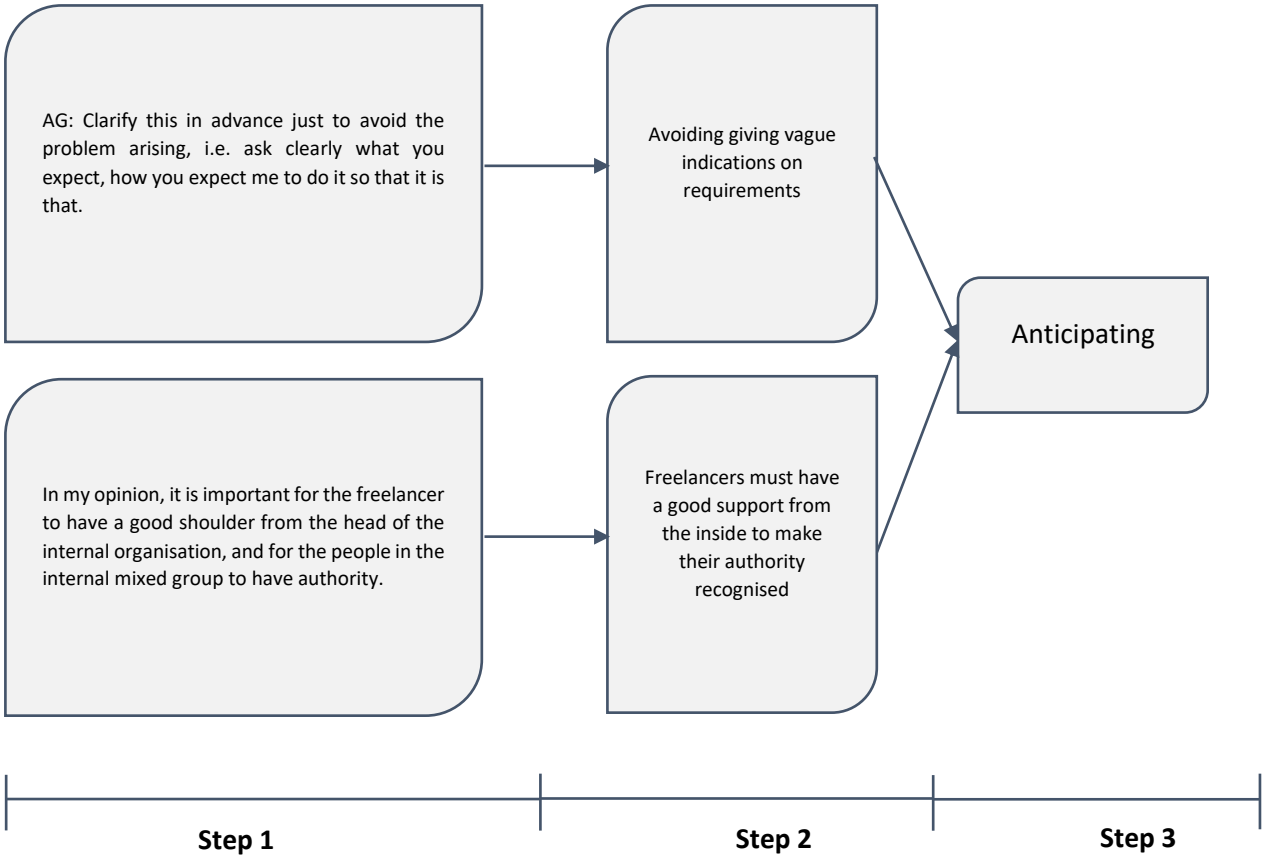 AG: Clarify this in advance just to avoid the
problem arising, i.e. ask clearly what you
expect, how you expect me to do it so that it is
that.
Avoiding giving vague
indications on
requirements
Anticipating
In my opinion, it is important for the freelancer
to have a good shoulder from the head of the
internal organisation, and for the people in the
internal mixed group to have authority.
Freelancers must have
a good support from
the inside to make
their authority
recognised
Step 1
Step 2
Step 3